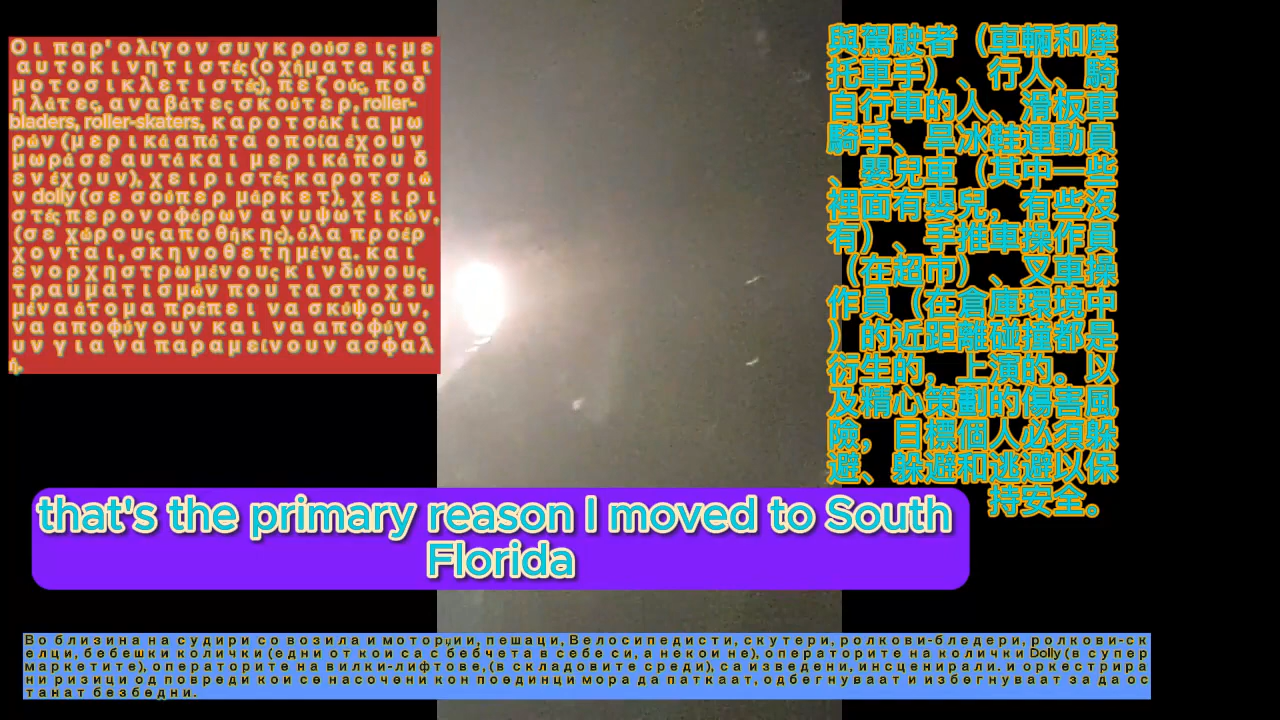 Οι παρ' ολίγον συγκρούσεις με
αυτοκινητιστές (οχήματα και
μοτοσικλετιστές), πεζούς, ποδ
ηλάτες, αναβάτες σκούτερ, roller-
bladers, roller-skaters, καροτσάκια μω
ρών (μερικά από τα οποία έχουν
μωρά σε αυτά και μερικά που δ
εν έχουν), χειριστές καροτσιώ
ν dolly (σε σούπερ μάρκετ), χειρι
στές περονοφόρων ανυψωτικών,
(σε χώρους αποθήκης), όλα προέρ
χονται, σκηνοθετημένα. και
ενορχηστρωμένους κινδύνους
τραυματισμών που τα στοχευ
μένα άτομα πρέπει να σκύψουν,
να αποφύγουν και να αποφύγο
υν για να παραμείνουν ασφαλ
ή.
與駕駛者（車輛和摩
托車手）、行人、騎
自行車的人、滑板車
騎手、旱冰鞋運動員
、嬰兒車（其中一些
裡面有嬰兒，有些沒
有）、手推車操作員
（在超市）、叉車操
作員（在倉庫環境中
）的近距離碰撞都是
衍生的，上演的。以
及精心策劃的傷害風
險，目標個人必須躲
避、躲避和逃避以保
持安全。
that's the primary reason I moved to South
Florida
Во близина на судири со возила и моторџии, пешаци, Велосипедисти, скутери, ролкови-бледери, ролкови-ск
елци, бебешки колички (едни от кои са с бебчета в себе си, а некои не), операторите на колички Dolly (в супер
маркетите), операторите на вилки-лифтове, (в складовите среди), са изведени, инсценирали. и оркестрира
ни ризици од повреди кои се насочени кон поединци мора да паткаат, одбегнуваат и избегнуваат за да ос
танат безбедни.